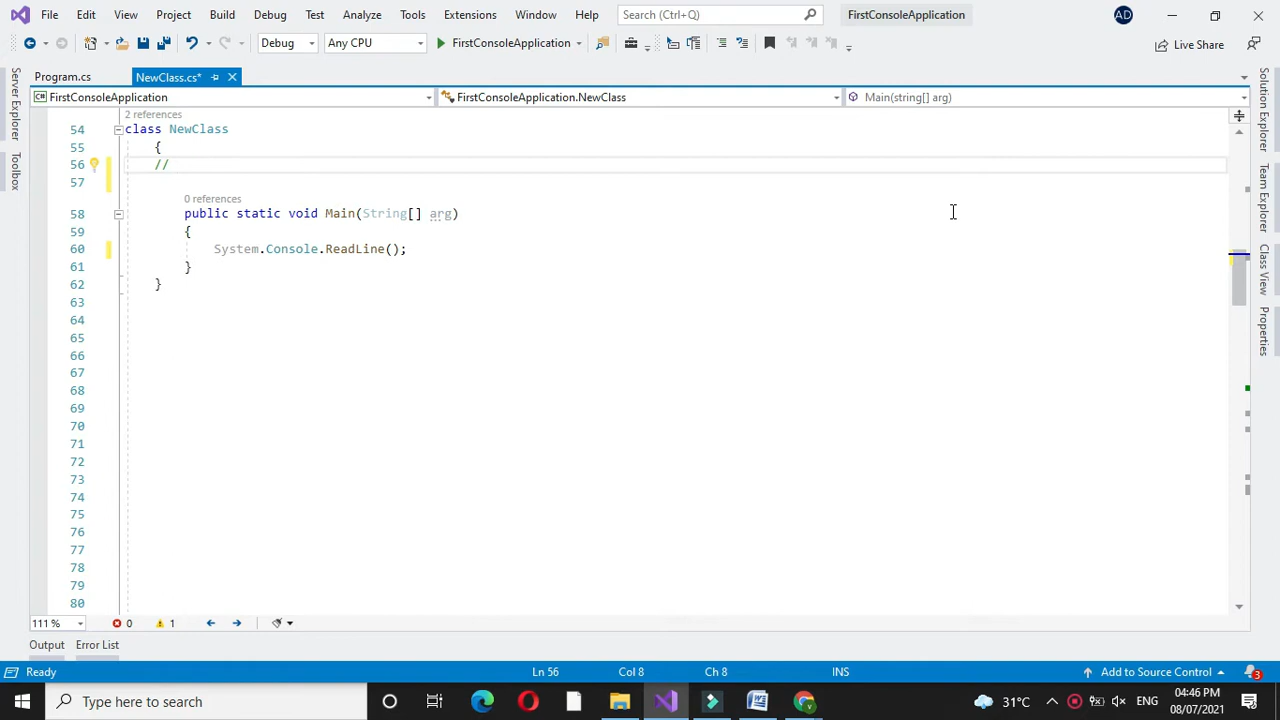 File Edit View Project Build Debug Test Analyze Tools Extensions Window Help Search (Ctrl+Q) FirstConsoleApplication AD
Debug Any CPU FirstConsoleApplication Live Share
Program.cs NewClass.cs*
FirstConsoleApplication FirstConsoleApplication.NewClass Main(string[] arg)
Server Explorer
Toolbox
Solution Explorer
Team Explorer
Class View
Properties
2 references
54 class NewClass
55 {
56 //
57
0 references
58 public static void Main(String[] arg)
59 {
60 System.Console.ReadLine();
61 }
62 }
63
64
65
66
67
68
69
70
71
72
73
74
75
76
77
78
79
80
111 % 0 1
Output Error List
Ready Ln 56 Col 8 Ch 8 INS Add to Source Control 3
Type here to search 31°C ENG 04:46 PM
08/07/2021